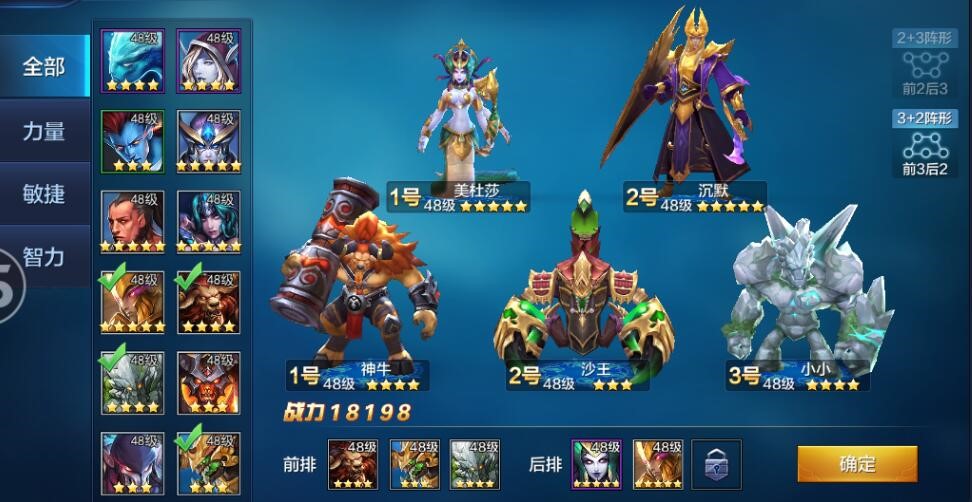 全部
力量
敏捷
智力
48级 48级
48级 48级
48级 48级
48级 48级
48级 48级
48级 48级
2+3阵形
前2后3
3+2阵形
前3后2
1号 美杜莎 48级
2号 沉默 48级
1号 神牛 48级
2号 沙王 48级
3号 小小 48级
战力18198
前排 48级 48级 48级 后排 48级 48级
确定
5